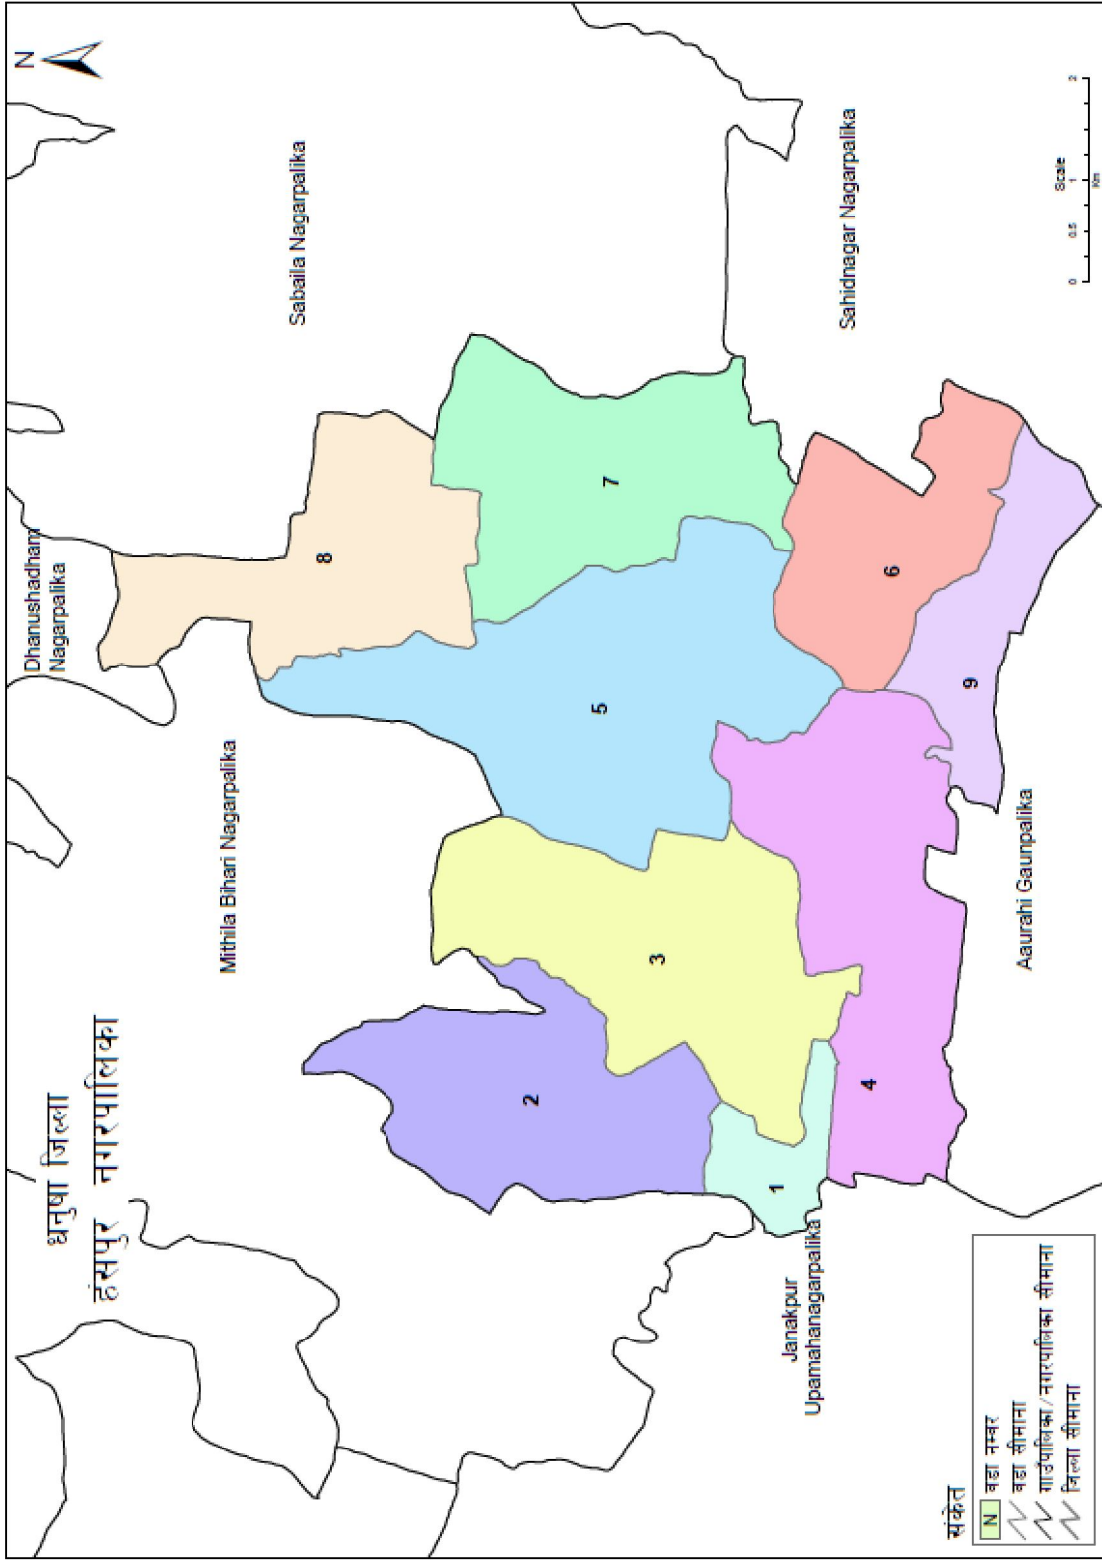 धनुषा जिल्ला
हंसपुर नगरपालिका
N
Dhanushadham
Nagarpalika
Sabaila Nagarpalika
Mithila Bihari Nagarpalika
8
7
2
5
3
Sahidnagar Nagarpalika
6
1
4
9
Janakpur
Upamahanagarpalika
Aaurahi Gaunpalika
संकेत
N वडा नम्बर
वडा सीमाना
गाउँपालिका/नगरपालिका सीमाना
जिल्ला सीमाना
Scale
0 0.5 1 2
Km